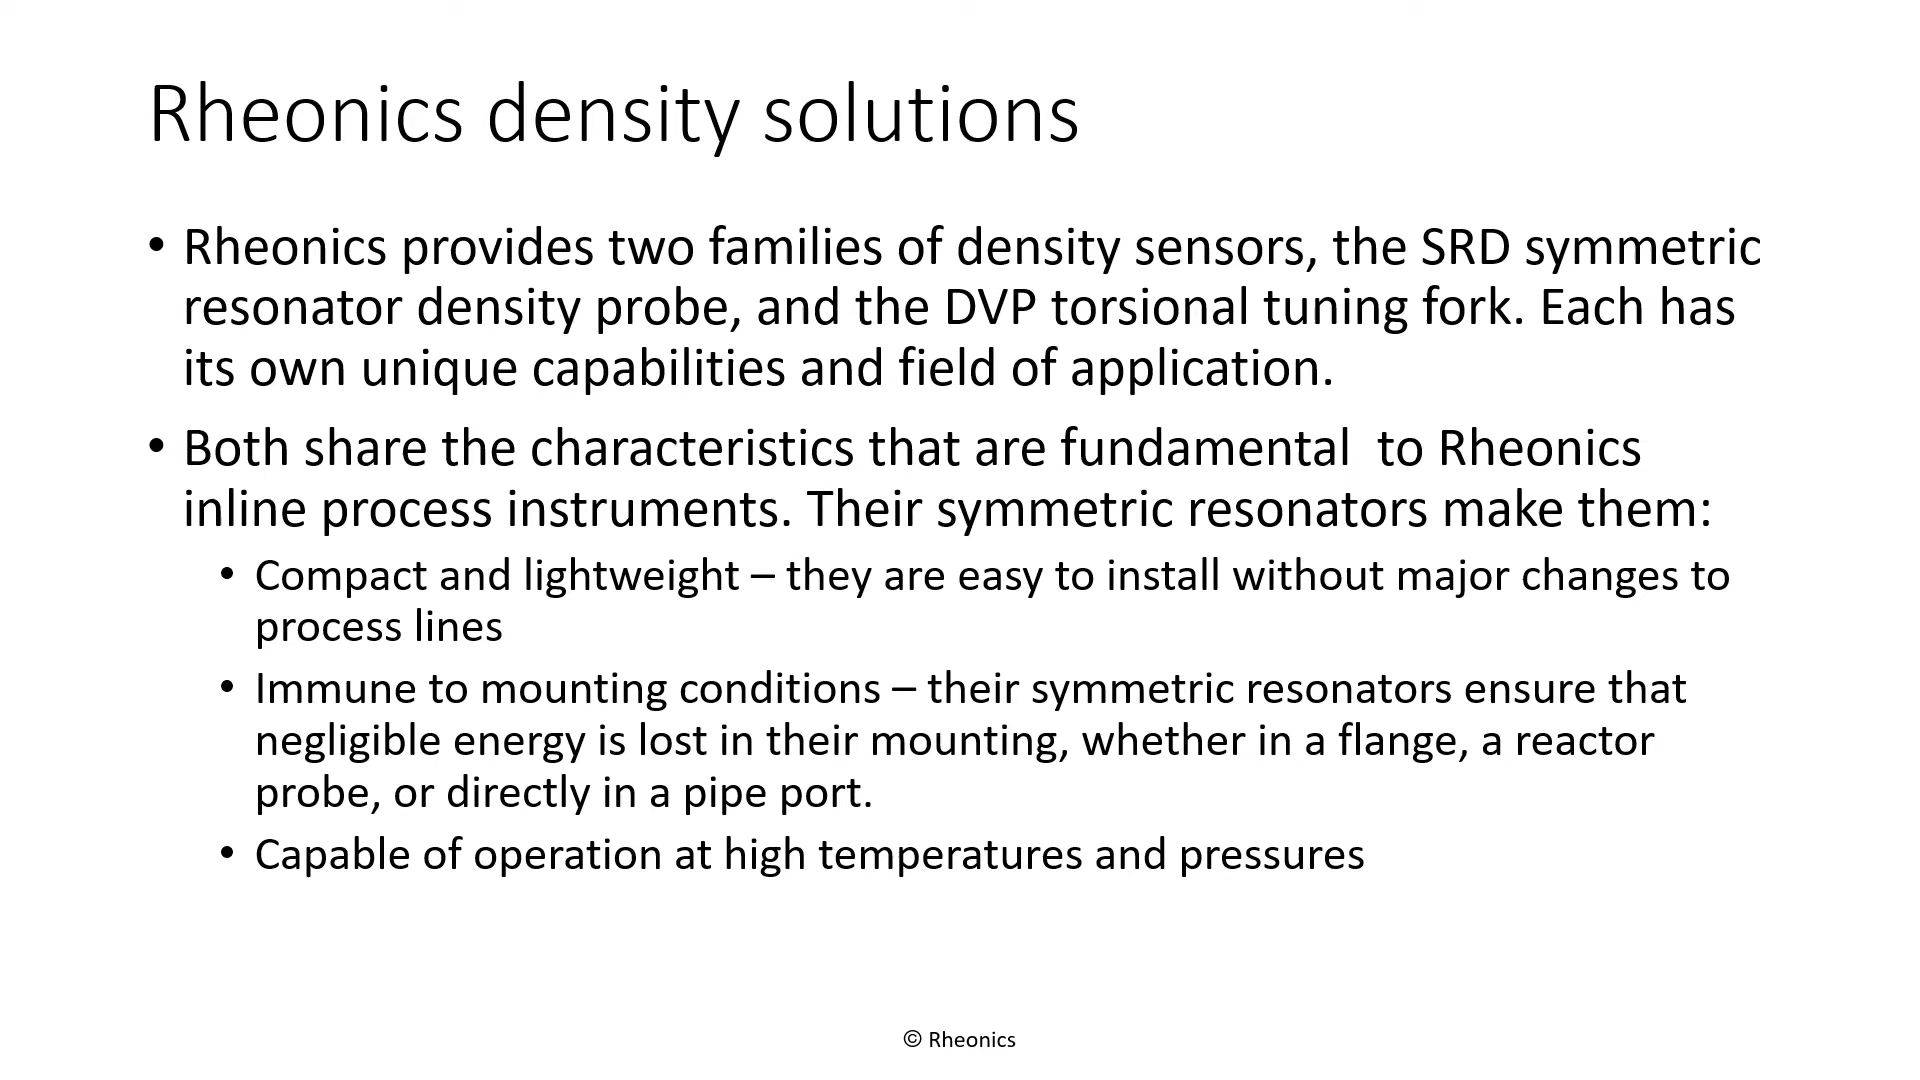 Rheonics density solutions
• Rheonics provides two families of density sensors, the SRD symmetric
resonator density probe, and the DVP torsional tuning fork. Each has
its own unique capabilities and field of application.
• Both share the characteristics that are fundamental  to Rheonics
inline process instruments. Their symmetric resonators make them:
• Compact and lightweight – they are easy to install without major changes to
process lines
• Immune to mounting conditions – their symmetric resonators ensure that
negligible energy is lost in their mounting, whether in a flange, a reactor
probe, or directly in a pipe port.
• Capable of operation at high temperatures and pressures
© Rheonics